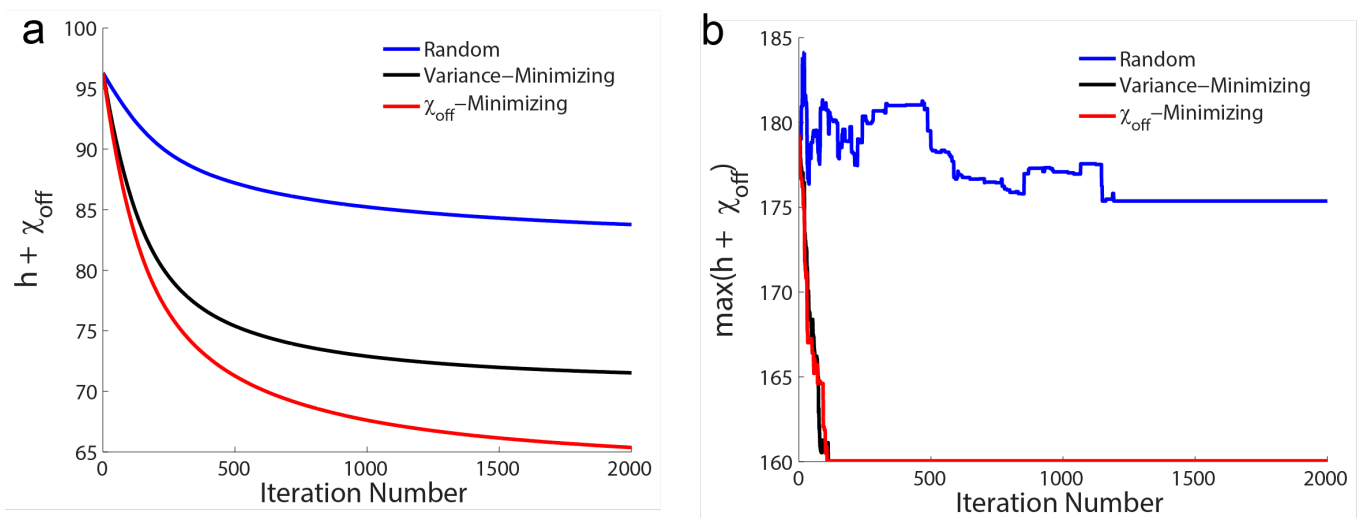 a
100
95
90
85
80
75
70
65
h + χoff
0
500
1000
1500
2000
Iteration Number
Random
Variance−Minimizing
χoff−Minimizing
b
185
180
175
170
165
160
max(h + χoff)
0
500
1000
1500
2000
Iteration Number
Random
Variance−Minimizing
χoff−Minimizing